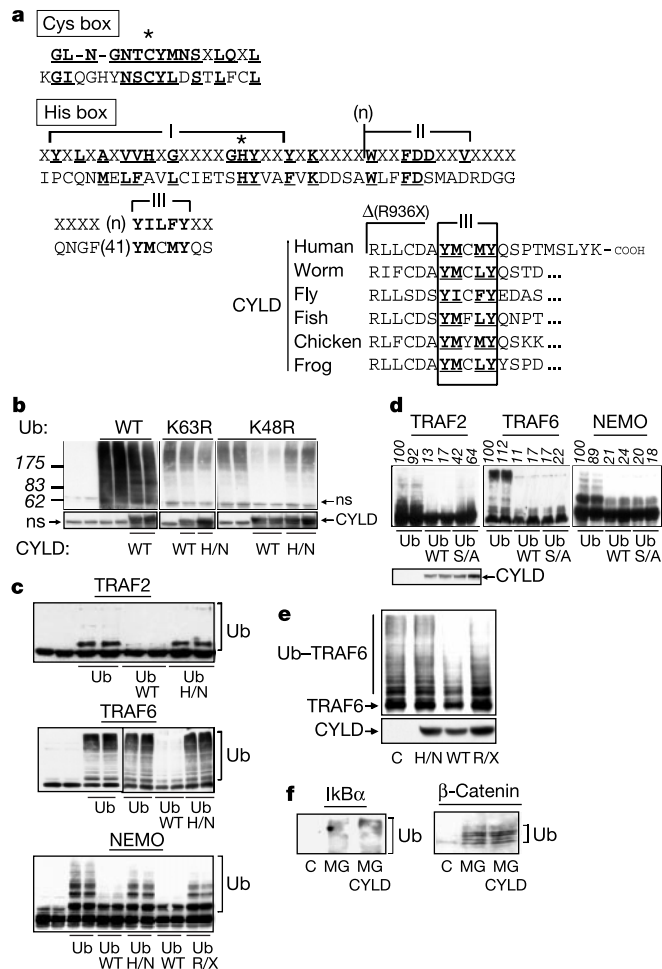 a
Cys box
*
GL-N-GNTCYMNSXLQXL
KGIQGHYNSCYLDSTLFCL
His box
(n)
I
*
II
XYXLXAXVVHXGXXXXGHYXXYXKXXXXWXXFDDXXVXXXX
IPCQNMELFAVLCIETSHYVAFVKDDSAWLFFDSMADRDGG
III
XXXX (n) YILFYXX
QNGF(41)YMCMYQS
Δ(R936X)
III
CYLD
Human RLLCDAYMCMYQSPTMSLYK-COOH
Worm RIFCDAYMCLYQSTD ...
Fly RLLSDSYICFYEDAS ...
Fish RLLSDSYMFLYQNPT ...
Chicken RLFCDAYMYMYQSKK ...
Frog RLLCDAYMCLYYSPD ...
b
Ub: WT K63R K48R
175
83
62
ns
ns
CYLD
CYLD: WT WT H/N WT H/N
c
TRAF2
Ub
Ub Ub Ub
WT H/N
TRAF6
Ub
Ub Ub Ub Ub
WT H/N
NEMO
Ub
Ub Ub Ub Ub Ub
WT H/N WT R/X
d
TRAF2 TRAF6 NEMO
100 92 13 17 42 64 100 112 11 17 17 22 100 89 21 24 20 18
Ub Ub Ub Ub Ub Ub Ub Ub Ub
WT S/A WT S/A WT S/A
CYLD
e
Ub–TRAF6
TRAF6
CYLD
C H/N WT R/X
f
IkBα β-Catenin
Ub Ub
C MG MG C MG MG
CYLD CYLD